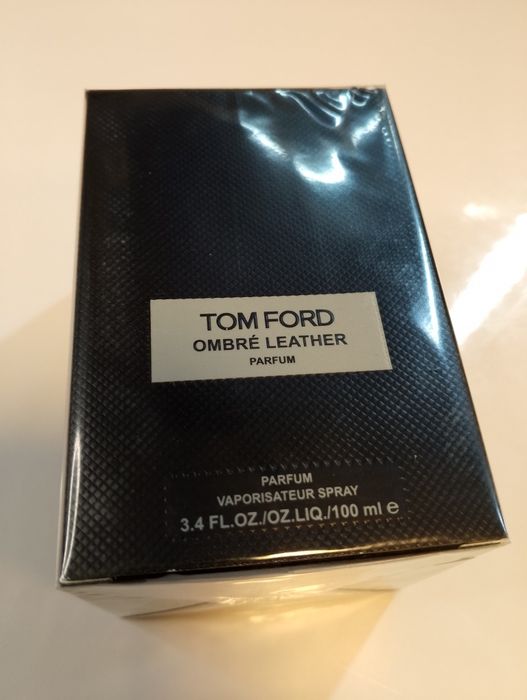 TOM FORD
OMBRÉ LEATHER
PARFUM
PARFUM
VAPORISATEUR SPRAY
3.4 FL.OZ./OZ.LIQ./100 ml e